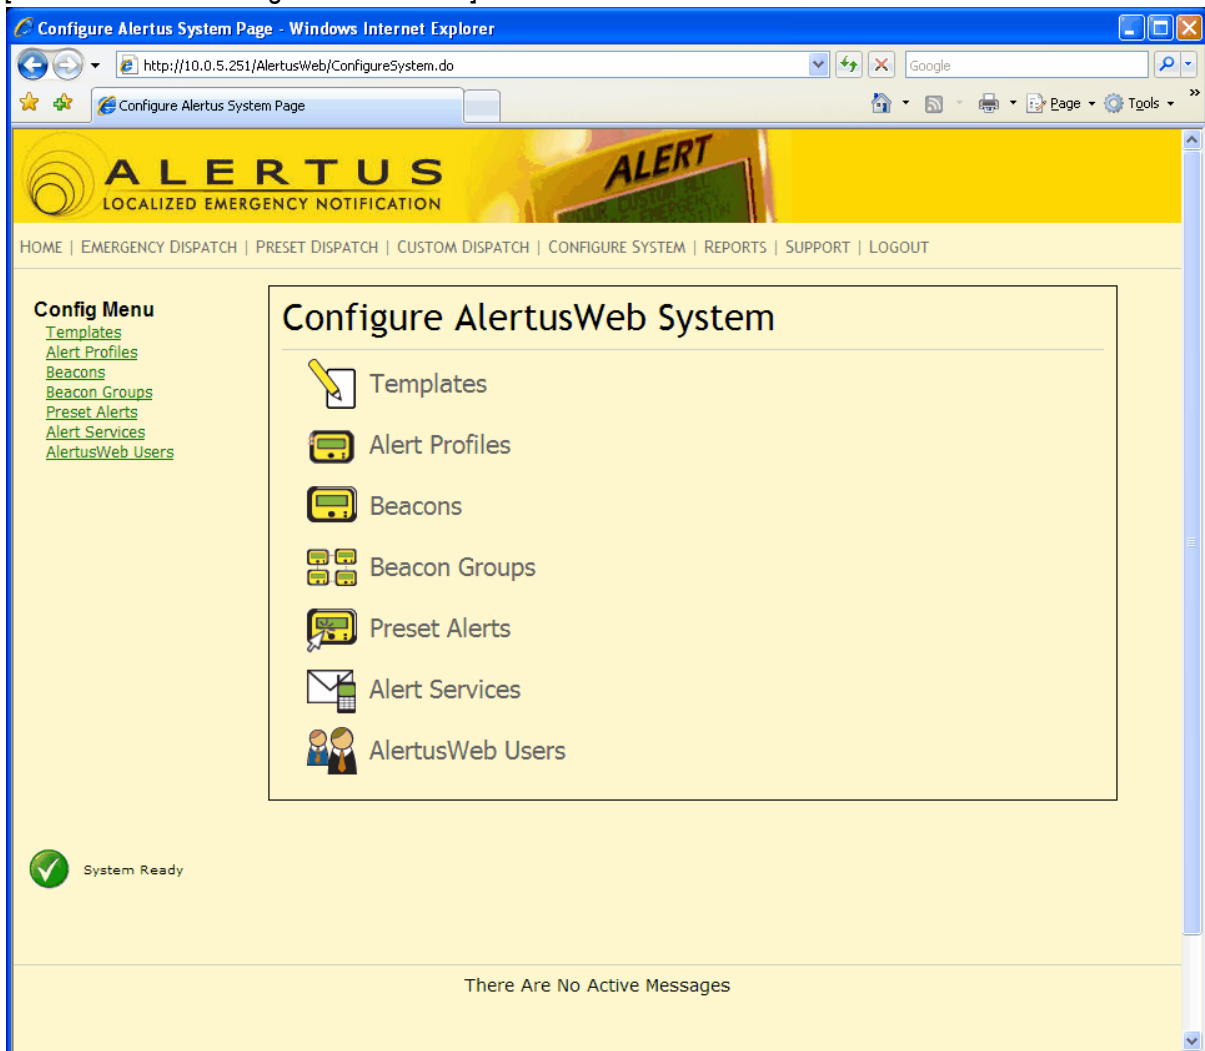 Configure Alertus System Page - Windows Internet Explorer
http://10.0.5.251/AlertusWeb/ConfigureSystem.do
Google
Configure Alertus System Page
Page
Tools
»
ALERTUS
LOCALIZED EMERGENCY NOTIFICATION
ALERT
HOME | EMERGENCY DISPATCH | PRESET DISPATCH | CUSTOM DISPATCH | CONFIGURE SYSTEM | REPORTS | SUPPORT | LOGOUT
Config Menu
Templates
Alert Profiles
Beacons
Beacon Groups
Preset Alerts
Alert Services
AlertusWeb Users
Configure AlertusWeb System
Templates
Alert Profiles
Beacons
Beacon Groups
Preset Alerts
Alert Services
AlertusWeb Users
System Ready
There Are No Active Messages